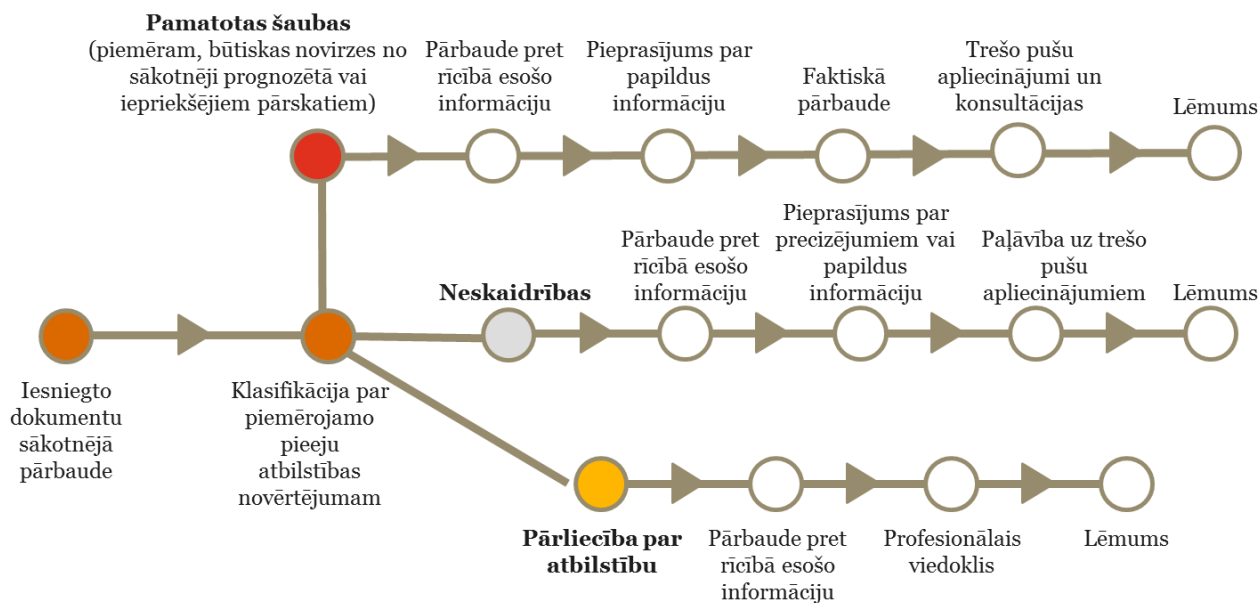 Pamatotas šaubas
(piemēram, būtiskas novirzes no
sākotnēji prognozētā vai
iepriekšējiem pārskatiem)
Pārbaude pret
rīcībā esošo
informāciju
Pieprasījums par
papildus
informāciju
Faktiskā
pārbaude
Trešo pušu
apliecinājumi un
konsultācijas
Lēmums
Neskaidrības
Pārbaude pret
rīcībā esošo
informāciju
Pieprasījums par
precizējumiem vai
papildus
informāciju
Paļāvība uz trešo
pušu
apliecinājumiem
Lēmums
Iesniegto
dokumentu
sākotnējā
pārbaude
Klasifikācija par
piemērojamo
pieeju
atbilstības
novērtējumam
Pārliecība par
atbilstību
Pārbaude pret
rīcībā esošo
informāciju
Profesionālais
viedoklis
Lēmums